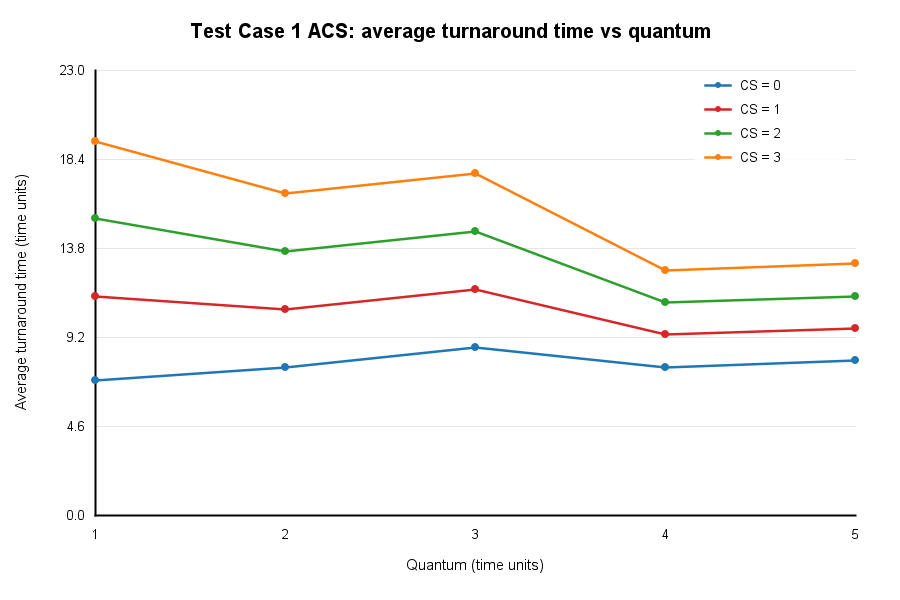 Test Case 1 ACS: average turnaround time vs quantum
23.0
CS = 0
CS = 1
CS = 2
CS = 3
18.4
13.8
9.2
4.6
0.0
Average turnaround time (time units)
1 2 3 4 5
Quantum (time units)